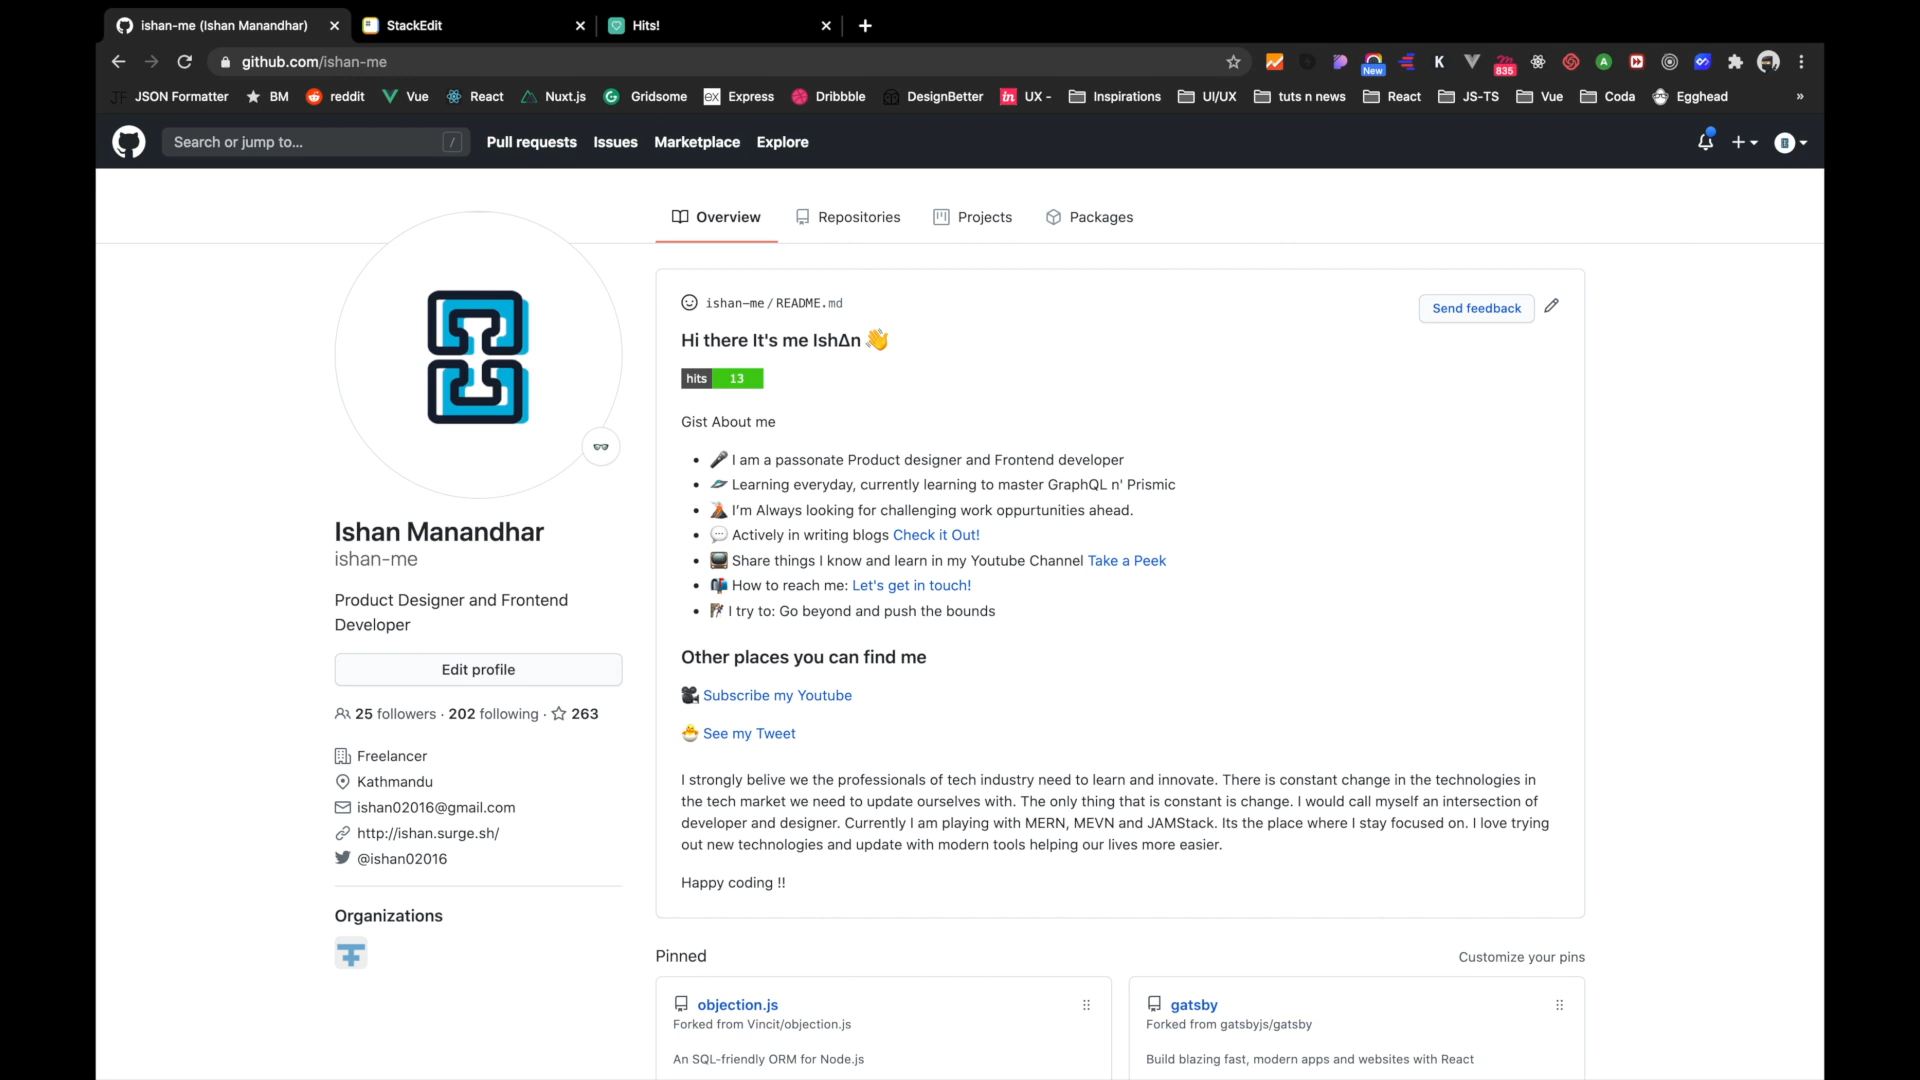 ishan-me (Ishan Manandhar)
StackEdit
Hits!
github.com/ishan-me
New
K
835
A
JF JSON Formatter
BM
reddit
Vue
React
Nuxt.js
Gridsome
ex Express
Dribbble
DesignBetter
in UX -
Inspirations
UI/UX
tuts n news
React
JS-TS
Vue
Coda
Egghead
»
Search or jump to...
/
Pull requests
Issues
Marketplace
Explore
Overview
Repositories
Projects
Packages
ishan-me/README.md
Send feedback
Hi there It's me Ish∆n 👋
hits 13
Gist About me
• 🎤 I am a passonate Product designer and Frontend developer
• Learning everyday, currently learning to master GraphQL n' Prismic
• 🌋 I'm Always looking for challenging work oppurtunities ahead.
• 💬 Actively in writing blogs Check it Out!
• 📺 Share things I know and learn in my Youtube Channel Take a Peek
• 📬 How to reach me: Let's get in touch!
• I try to: Go beyond and push the bounds
Other places you can find me
🎥 Subscribe my Youtube
🐣 See my Tweet
I strongly belive we the professionals of tech industry need to learn and innovate. There is constant change in the technologies in
the tech market we need to update ourselves with. The only thing that is constant is change. I would call myself an intersection of
developer and designer. Currently I am playing with MERN, MEVN and JAMStack. Its the place where I stay focused on. I love trying
out new technologies and update with modern tools helping our lives more easier.
Happy coding !!
Ishan Manandhar
ishan-me
Product Designer and Frontend
Developer
Edit profile
25 followers · 202 following · 263
Freelancer
Kathmandu
ishan02016@gmail.com
http://ishan.surge.sh/
@ishan02016
Organizations
Pinned
Customize your pins
objection.js
Forked from Vincit/objection.js
An SQL-friendly ORM for Node.js
gatsby
Forked from gatsbyjs/gatsby
Build blazing fast, modern apps and websites with React